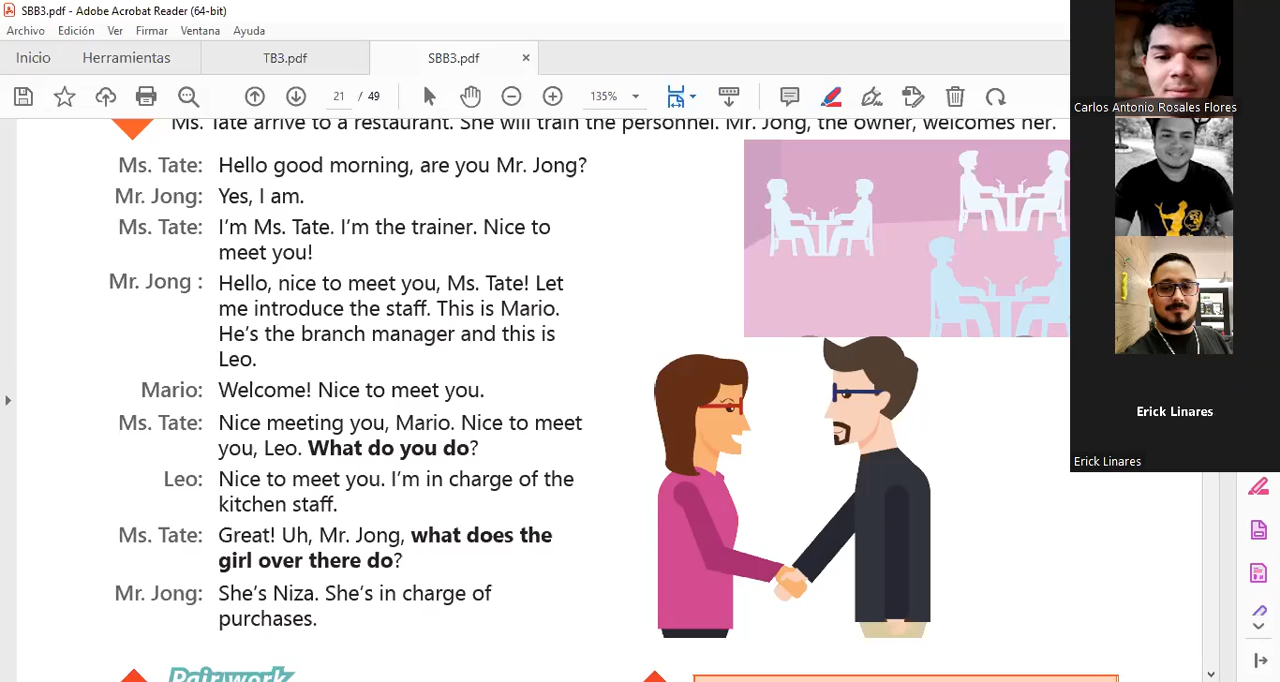 SBB3.pdf - Adobe Acrobat Reader (64-bit)
Archivo Edición Ver Firmar Ventana Ayuda
Inicio Herramientas TB3.pdf SBB3.pdf ×
21 / 49 135%
Ms. Tate arrive to a restaurant. She will train the personnel. Mr. Jong, the owner, welcomes her.
Ms. Tate: Hello good morning, are you Mr. Jong?
Mr. Jong: Yes, I am.
Ms. Tate: I'm Ms. Tate. I'm the trainer. Nice to
meet you!
Mr. Jong : Hello, nice to meet you, Ms. Tate! Let
me introduce the staff. This is Mario.
He's the branch manager and this is
Leo.
Mario: Welcome! Nice to meet you.
Ms. Tate: Nice meeting you, Mario. Nice to meet
you, Leo. What do you do?
Leo: Nice to meet you. I'm in charge of the
kitchen staff.
Ms. Tate: Great! Uh, Mr. Jong, what does the
girl over there do?
Mr. Jong: She's Niza. She's in charge of
purchases.
Pair work
Carlos Antonio Rosales Flores
Erick Linares
Erick Linares